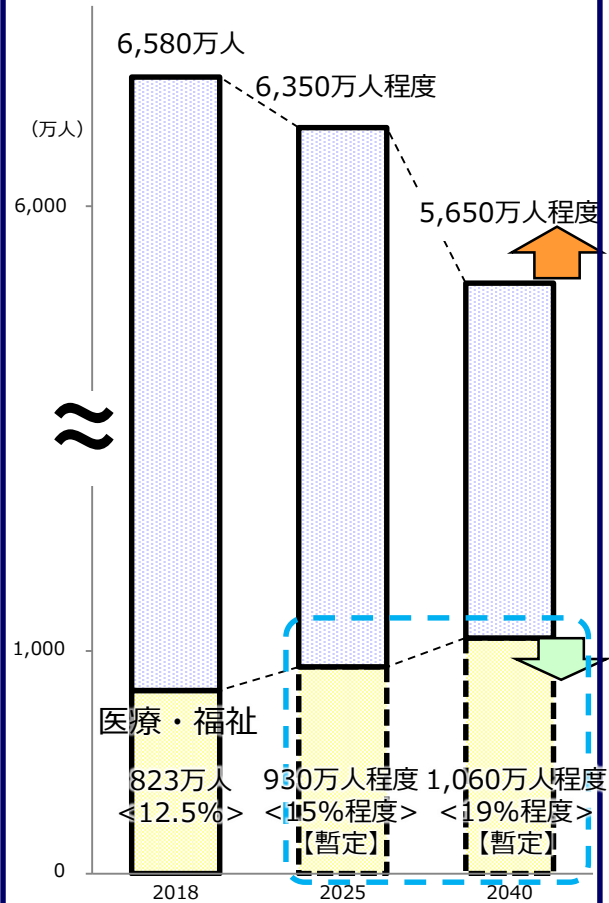 6,580万人
6,350万人程度
(万人)
6,000
5,650万人程度
≈
1,000
医療・福祉
823万人
<12.5%>
930万人程度
<15%程度>
【暫定】
1,060万人程度
<19%程度>
【暫定】
0
2018
2025
2040